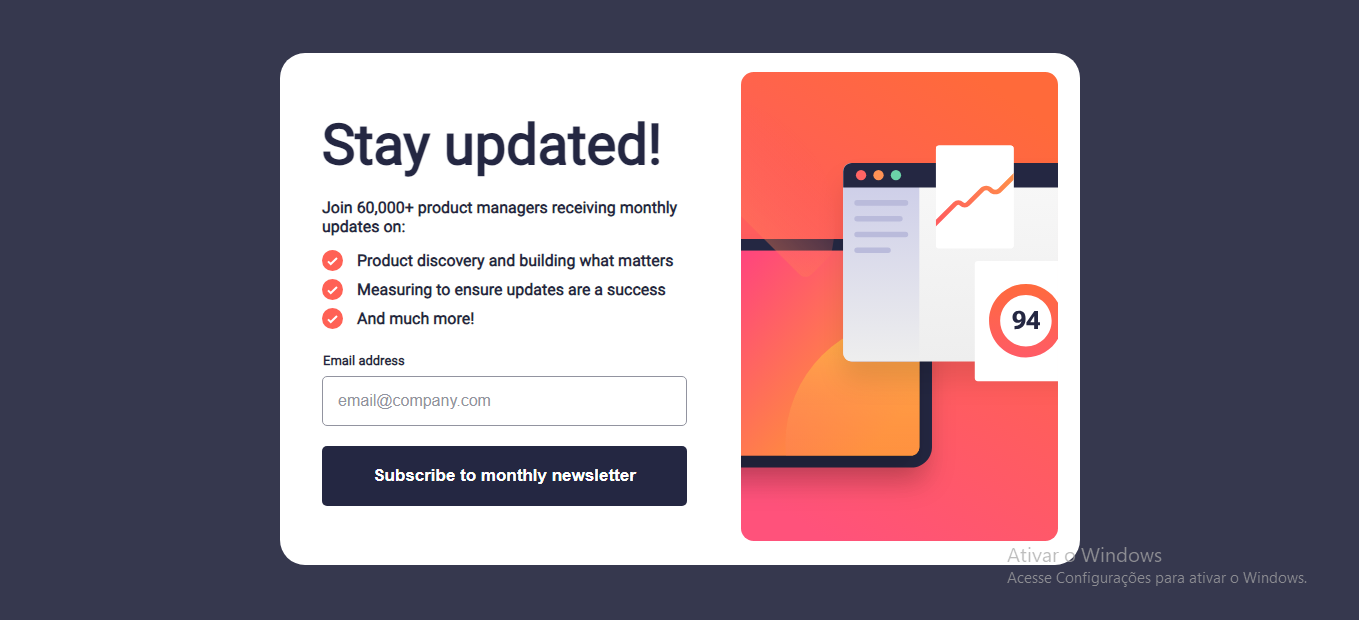 Stay updated!
Join 60,000+ product managers receiving monthly
updates on:
Product discovery and building what matters
Measuring to ensure updates are a success
And much more!
Email address
email@company.com
Subscribe to monthly newsletter
94
Ativar o Windows
Acesse Configurações para ativar o Windows.